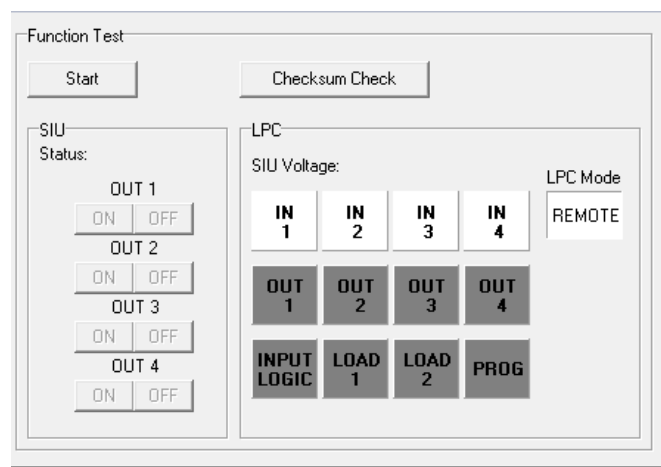 Function Test
Start
Checksum Check
SIU
Status:
OUT 1
ON OFF
OUT 2
ON OFF
OUT 3
ON OFF
OUT 4
ON OFF
LPC
SIU Voltage:
LPC Mode
REMOTE
IN
1
IN
2
IN
3
IN
4
OUT
1
OUT
2
OUT
3
OUT
4
INPUT
LOGIC
LOAD
1
LOAD
2
PROG